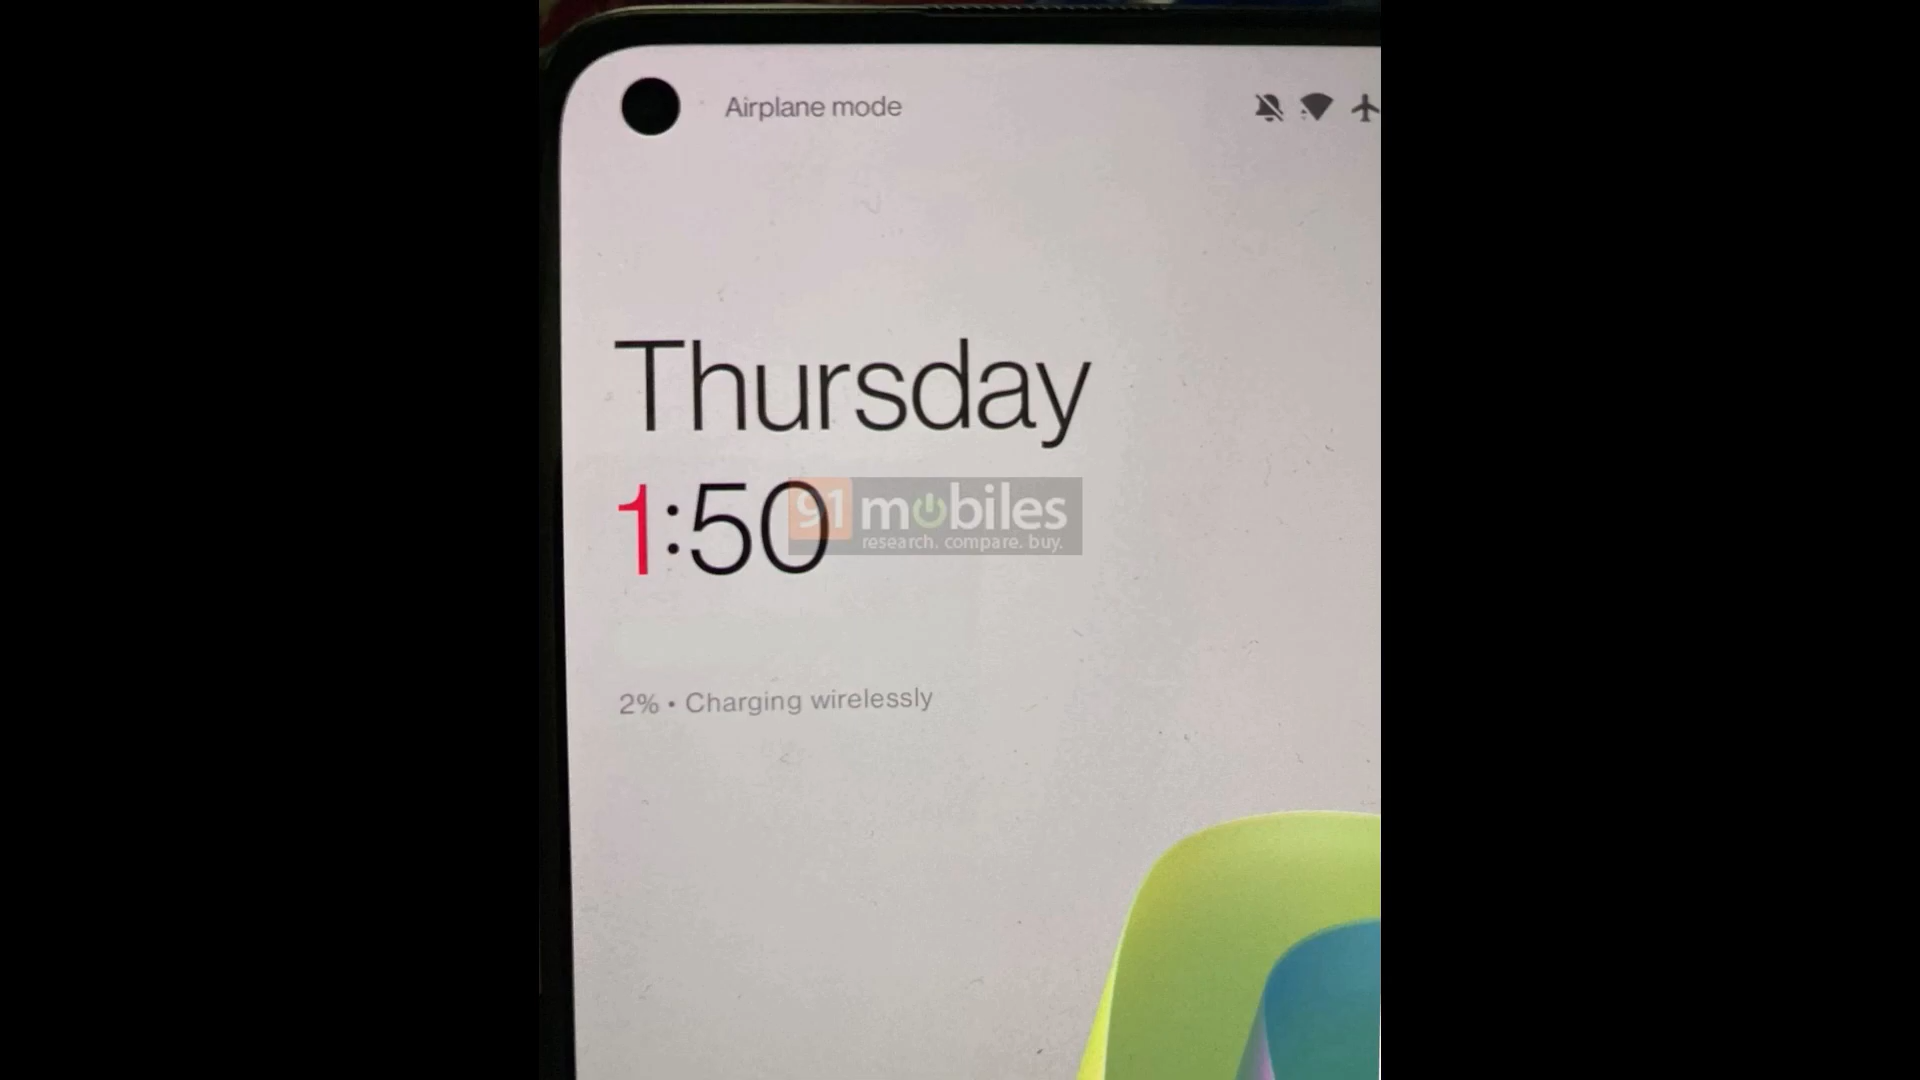 Airplane mode
Thursday
1:50
91mobiles
research. compare. buy.
2% • Charging wirelessly